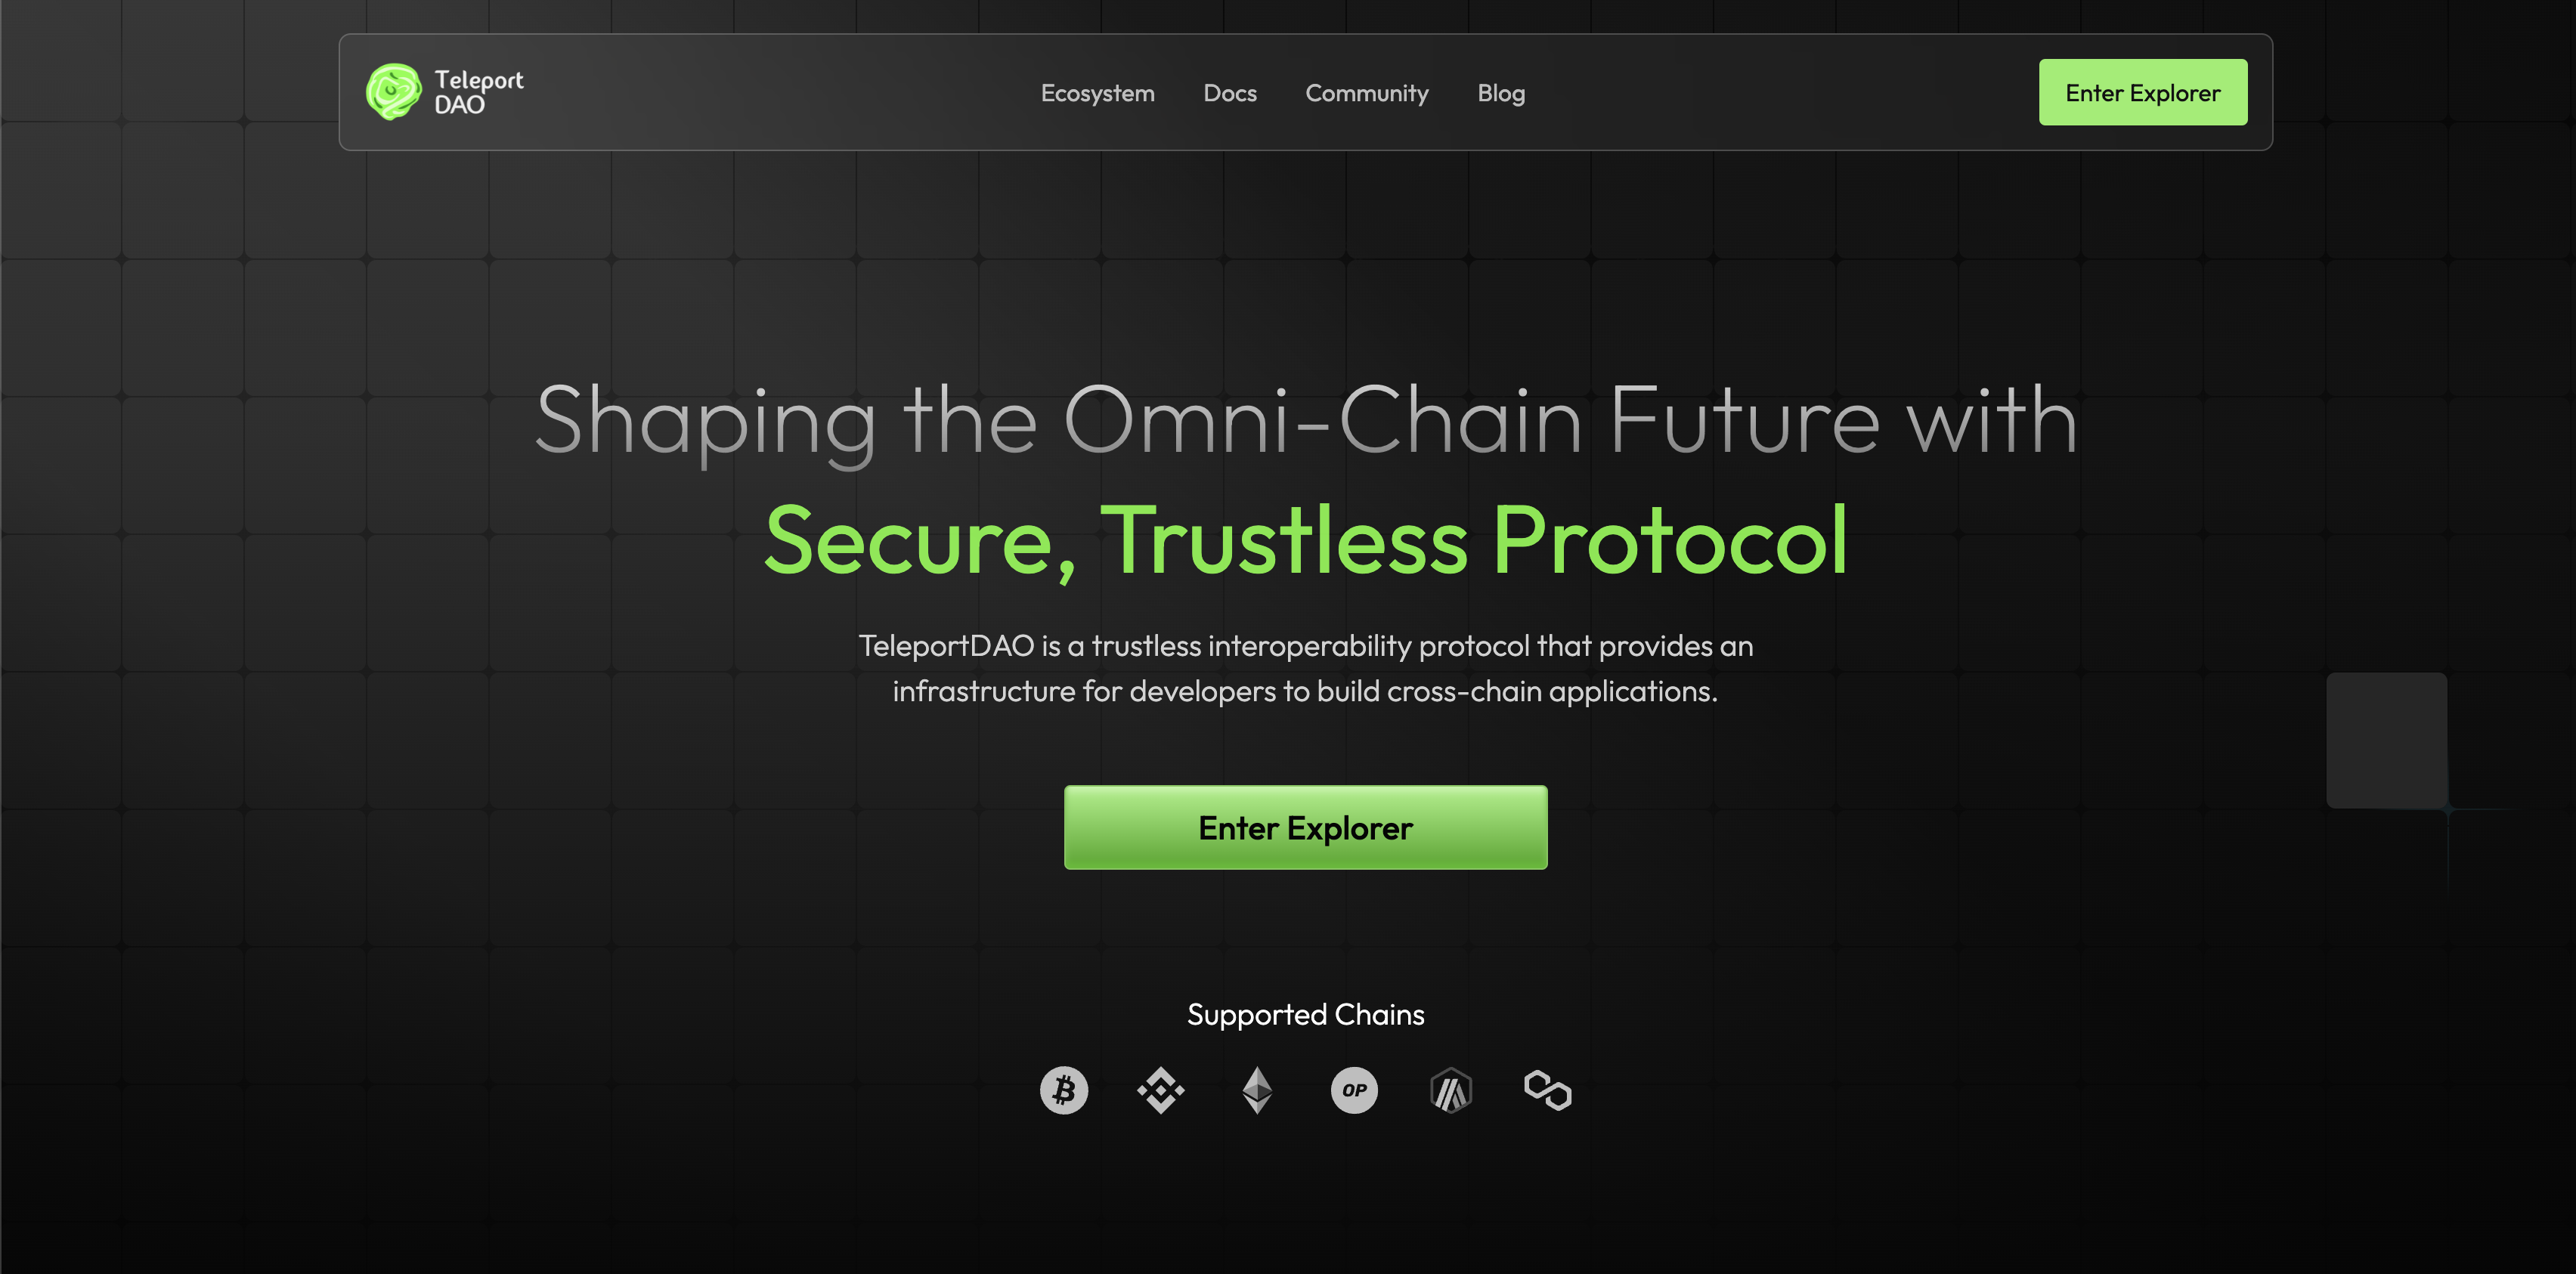 Teleport
DAO
Ecosystem
Docs
Community
Blog
Enter Explorer
Shaping the Omni-Chain Future with
Secure, Trustless Protocol
TeleportDAO is a trustless interoperability protocol that provides an
infrastructure for developers to build cross-chain applications.
Enter Explorer
Supported Chains
OP